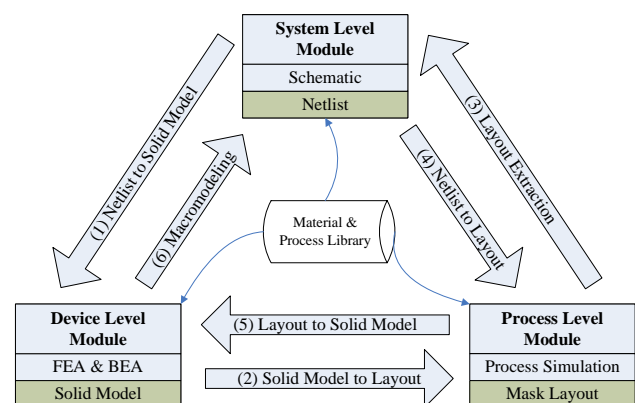 System Level
Module
Schematic
Netlist
(1) Netlist to Solid Model
(6) Macromodeling
(4) Netlist to Layout
(3) Layout Extraction
Material &
Process Library
Device Level
Module
FEA & BEA
Solid Model
(5) Layout to Solid Model
(2) Solid Model to Layout
Process Level
Module
Process Simulation
Mask Layout